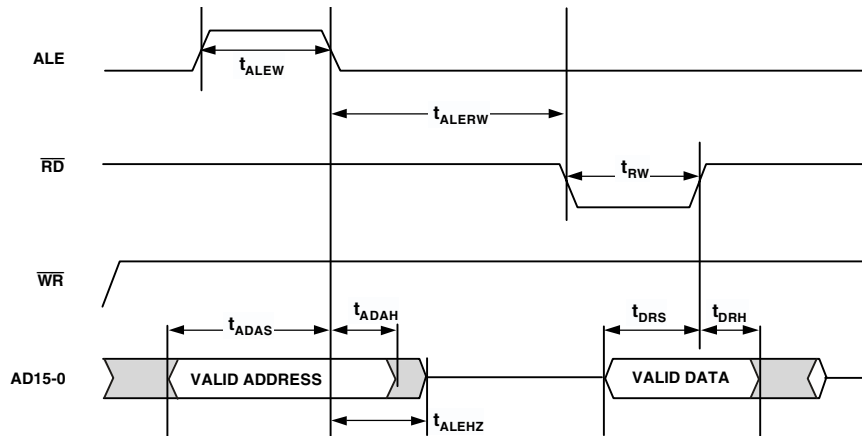 ALE
tALEW
tALERW
RD
tRW
WR
tADAS
tADAH
tDRS
tDRH
AD15-0
VALID ADDRESS
VALID DATA
tALEHZ